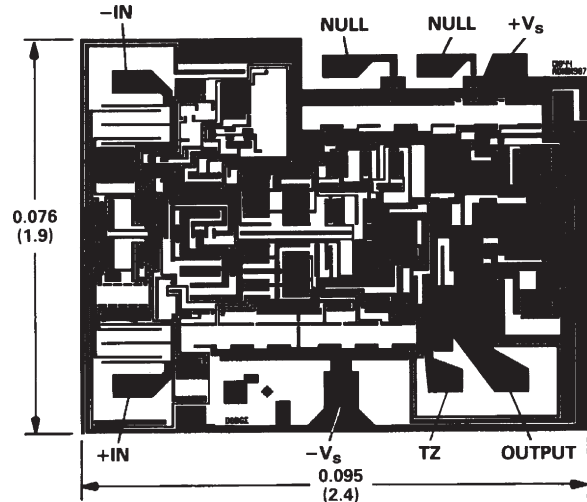 −IN
NULL
NULL
+Vs
0.076
(1.9)
+IN
−Vs
TZ
OUTPUT
0.095
(2.4)